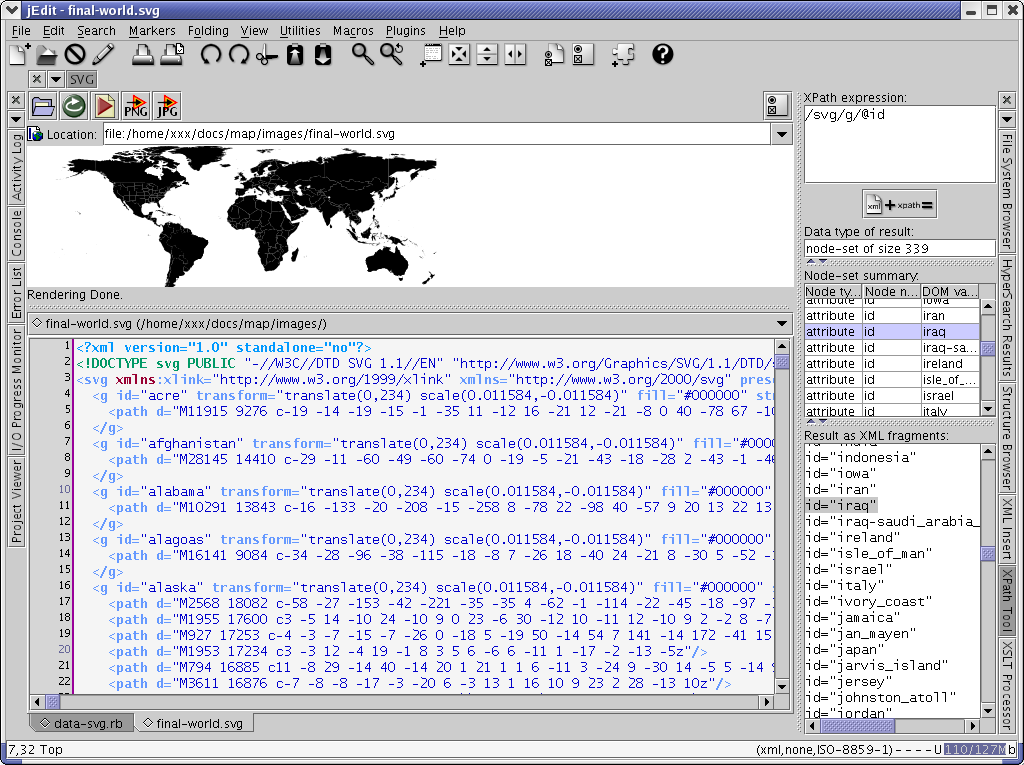 jEdit - final-world.svg
File Edit Search Markers Folding View Utilities Macros Plugins Help
SVG
PNG JPG
Location: file:/home/xxx/docs/map/images/final-world.svg
Rendering Done.
final-world.svg (/home/xxx/docs/map/images/)
1 <?xml version="1.0" standalone="no"?>
2 <!DOCTYPE svg PUBLIC "-//W3C//DTD SVG 1.1//EN" "http://www.w3.org/Graphics/SVG/1.1/DTD/
3 <svg xmlns:xlink="http://www.w3.org/1999/xlink" xmlns="http://www.w3.org/2000/svg" pres
4 <g id="acre" transform="translate(0,234) scale(0.011584,-0.011584)" fill="#000000" st
5 <path d="M11915 9276 c-19 -14 -19 -15 -1 -35 11 -12 16 -21 12 -21 -8 0 40 -78 67 -10
6 </g>
7 <g id="afghanistan" transform="translate(0,234) scale(0.011584,-0.011584)" fill="#000
8 <path d="M28145 14410 c-29 -11 -60 -49 -60 -74 0 -19 -5 -21 -43 -18 -28 2 -43 -1 -46
9 </g>
10 <g id="alabama" transform="translate(0,234) scale(0.011584,-0.011584)" fill="#000000"
11 <path d="M10291 13843 c-16 -133 -20 -208 -15 -258 8 -78 22 -98 40 -57 9 20 13 22 13
12 </g>
13 <g id="alagoas" transform="translate(0,234) scale(0.011584,-0.011584)" fill="#000000"
14 <path d="M16141 9084 c-34 -28 -96 -38 -115 -18 -8 7 -26 18 -40 24 -21 8 -30 5 -52 -
15 </g>
16 <g id="alaska" transform="translate(0,234) scale(0.011584,-0.011584)" fill="#000000" s
17 <path d="M2568 18082 c-58 -27 -153 -42 -221 -35 -35 4 -62 -1 -114 -22 -45 -18 -97 -
18 <path d="M1955 17600 c3 -5 14 -10 24 -10 9 0 23 -6 30 -12 10 -11 12 -10 9 2 -2 8 -7
19 <path d="M927 17253 c-4 -3 -7 -15 -7 -26 0 -18 5 -19 50 -14 54 7 141 -14 172 -41 15
20 <path d="M1953 17234 c3 -3 12 -4 19 -1 8 3 5 6 -6 6 -11 1 -17 -2 -13 -5z"/>
21 <path d="M794 16885 c11 -8 29 -14 40 -14 20 1 21 1 1 6 -11 3 -24 9 -30 14 -5 5 -14 9
22 <path d="M3611 16876 c-7 -8 -8 -17 -3 -20 6 -3 13 1 16 10 9 23 2 28 -13 10z"/>
data-svg.rb final-world.svg
7,32 Top
(xml,none,ISO-8859-1) - - - - U 110/127Mb
Activity Log
Console
Error List
I/O Progress Monitor
Project Viewer
XPath expression:
/svg/g/@id
xml + xpath =
Data type of result:
node-set of size 339
Node-set summary:
Node ty... Node n... DOM va...
attribute id iowa
attribute id iran
attribute id iraq
attribute id iraq-sa...
attribute id ireland
attribute id isle_of_...
attribute id israel
attribute id italy
Result as XML fragments:
id="indonesia"
id="iowa"
id="iran"
id="iraq"
id="iraq-saudi_arabia_
id="ireland"
id="isle_of_man"
id="israel"
id="italy"
id="ivory_coast"
id="jamaica"
id="jan_mayen"
id="japan"
id="jarvis_island"
id="jersey"
id="johnston_atoll"
id="jordan"
File System Browser
HyperSearch Results
Structure Browser
XML Insert
XPath Tool
XSLT Processor